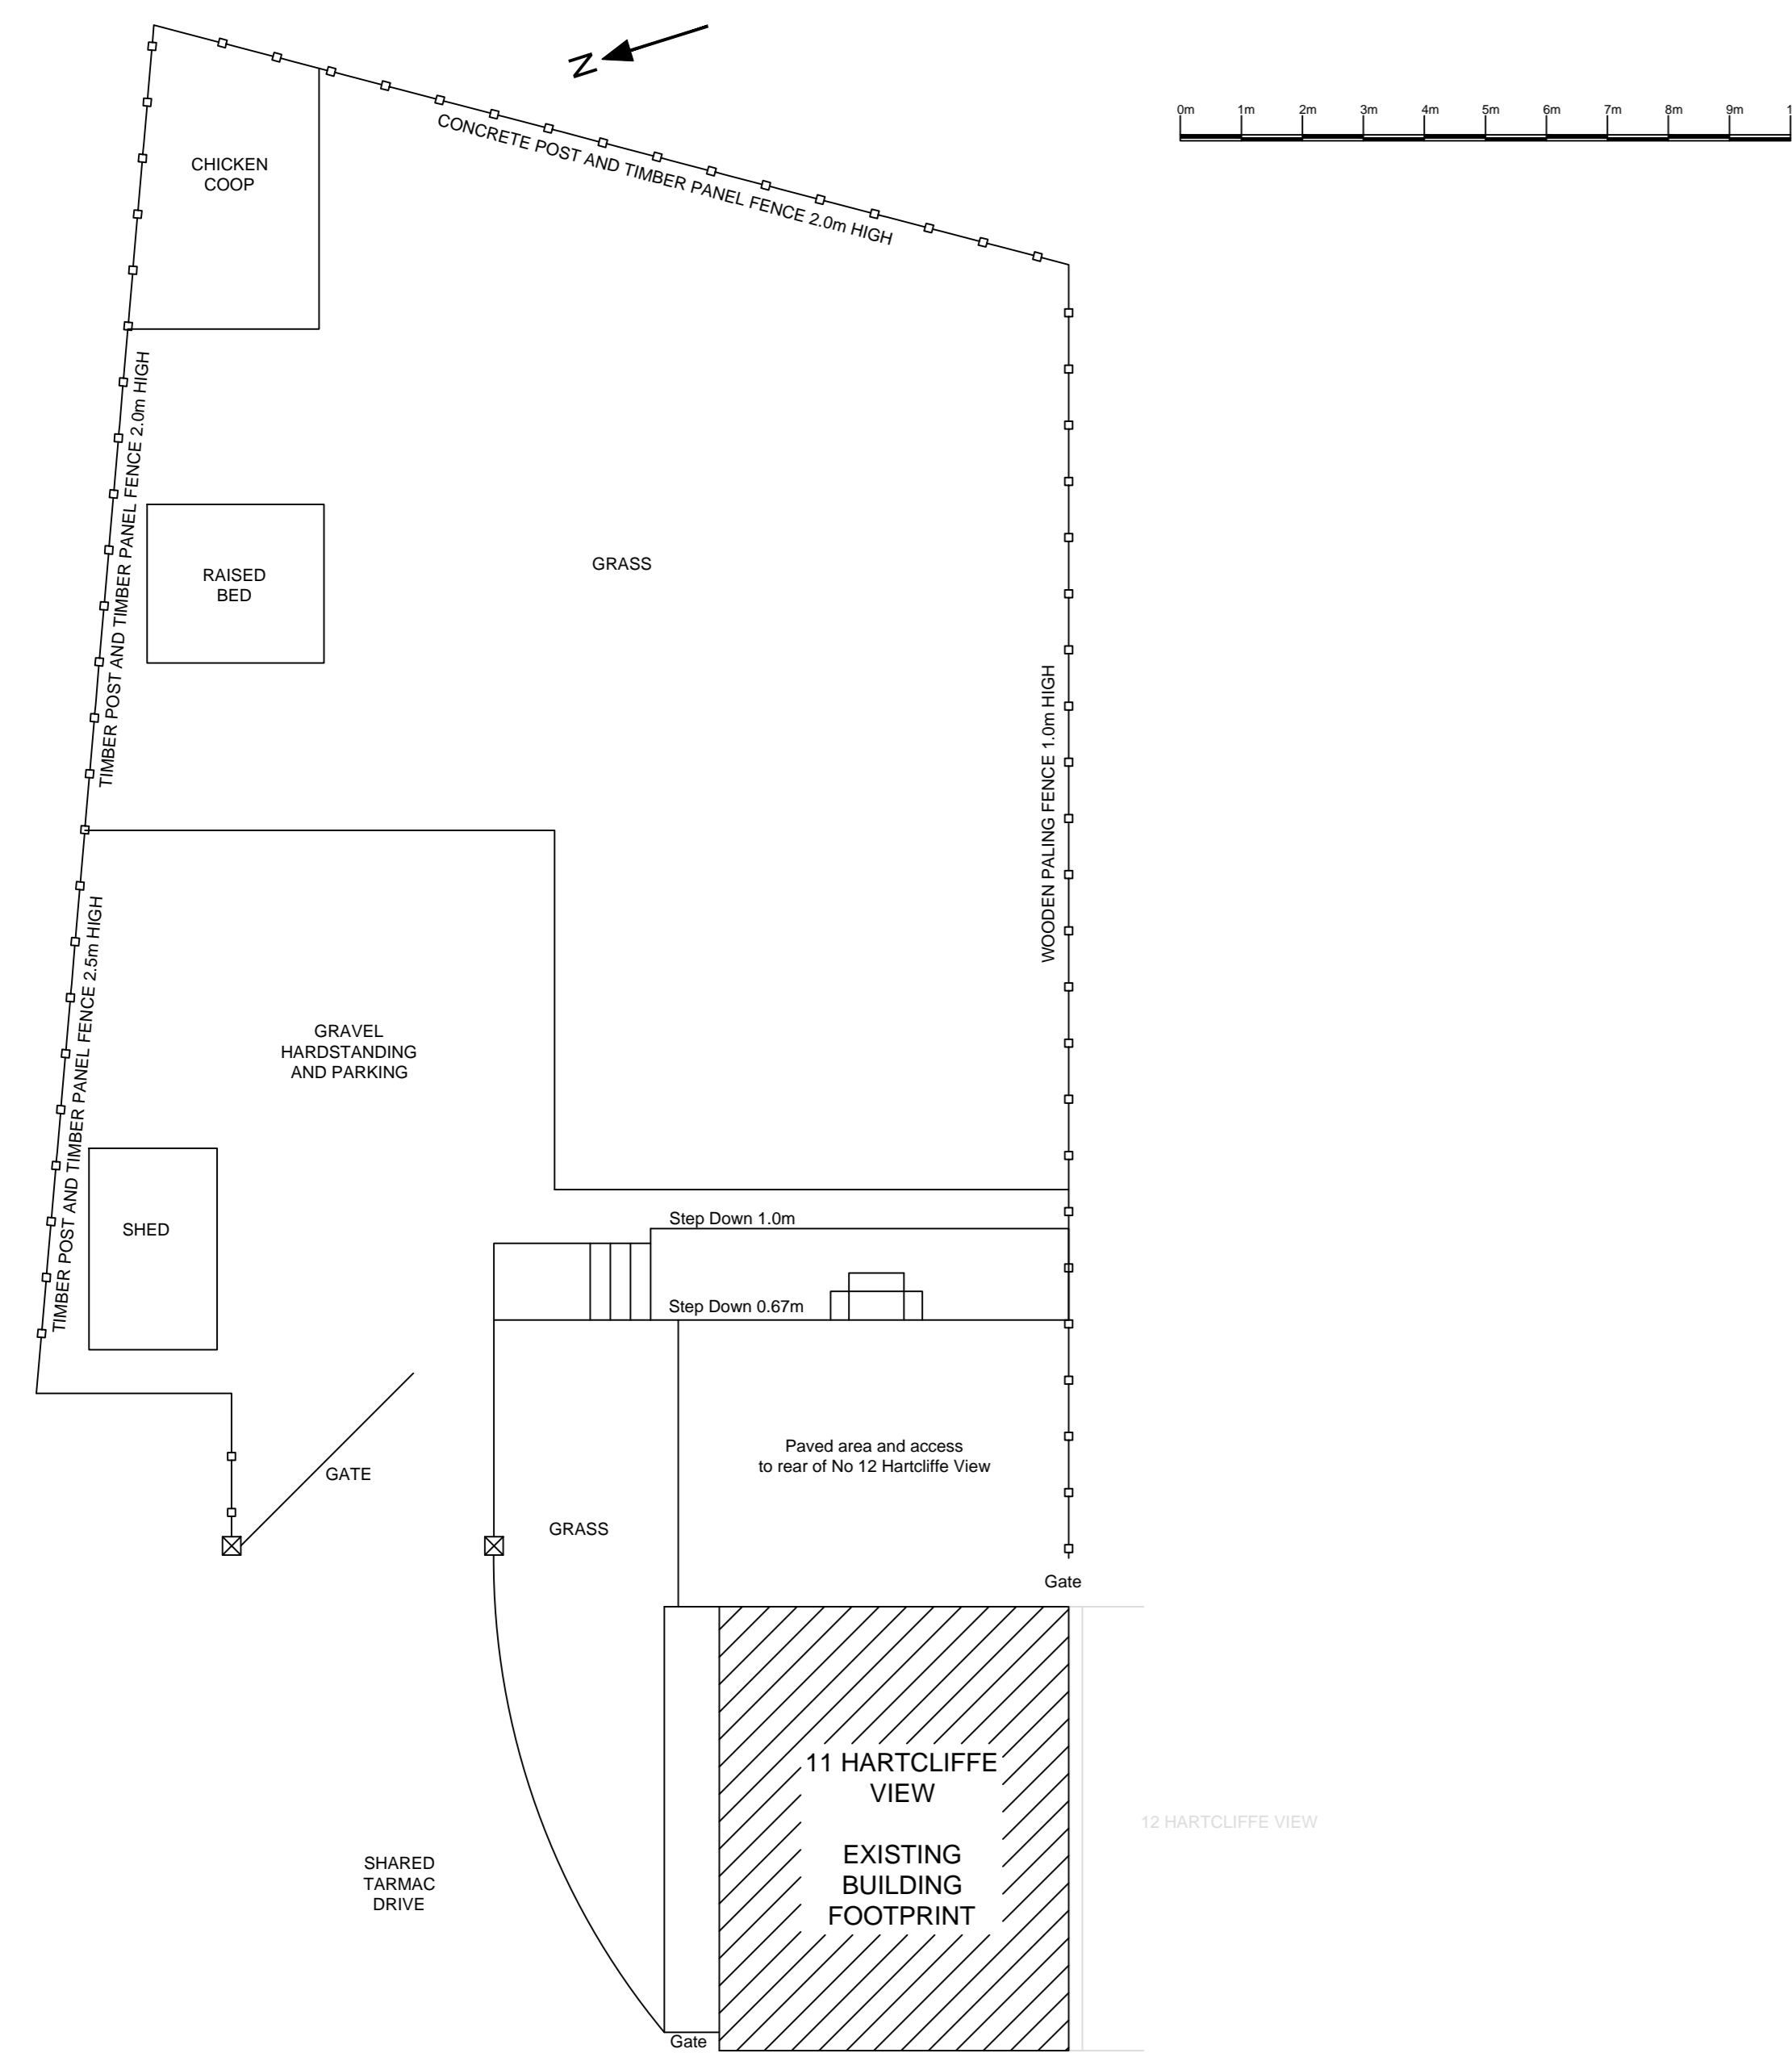 N
0m 1m 2m 3m 4m 5m 6m 7m 8m 9m 1
CONCRETE POST AND TIMBER PANEL FENCE 2.0m HIGH
CHICKEN
COOP
TIMBER POST AND TIMBER PANEL FENCE 2.0m HIGH
GRASS
RAISED
BED
WOODEN PALING FENCE 1.0m HIGH
TIMBER POST AND TIMBER PANEL FENCE 2.5m HIGH
GRAVEL
HARDSTANDING
AND PARKING
SHED
Step Down 1.0m
Step Down 0.67m
Paved area and access
to rear of No 12 Hartcliffe View
GATE
GRASS
Gate
11 HARTCLIFFE
VIEW
EXISTING
BUILDING
FOOTPRINT
12 HARTCLIFFE VIEW
SHARED
TARMAC
DRIVE
Gate